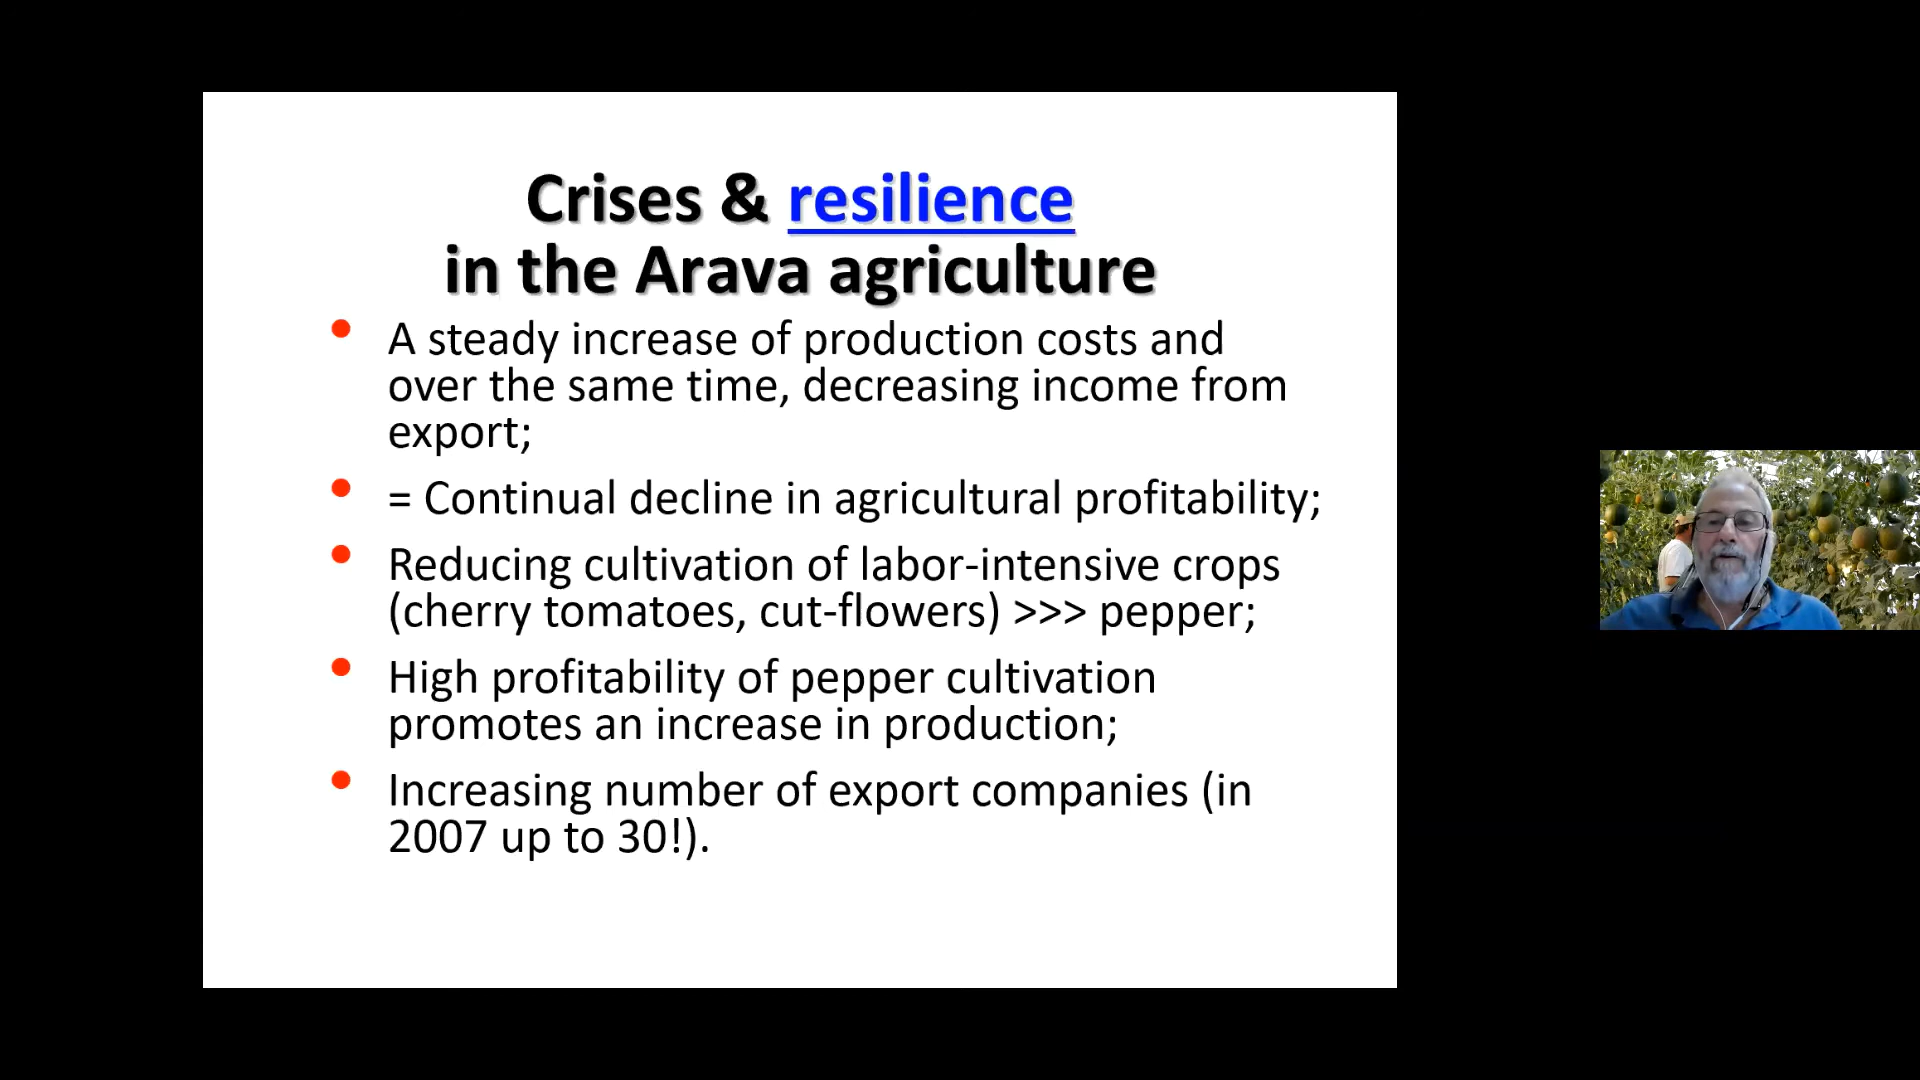 Crises & resilience
in the Arava agriculture
• A steady increase of production costs and
over the same time, decreasing income from
export;
• = Continual decline in agricultural profitability;
• Reducing cultivation of labor-intensive crops
(cherry tomatoes, cut-flowers) >>> pepper;
• High profitability of pepper cultivation
promotes an increase in production;
• Increasing number of export companies (in
2007 up to 30!).